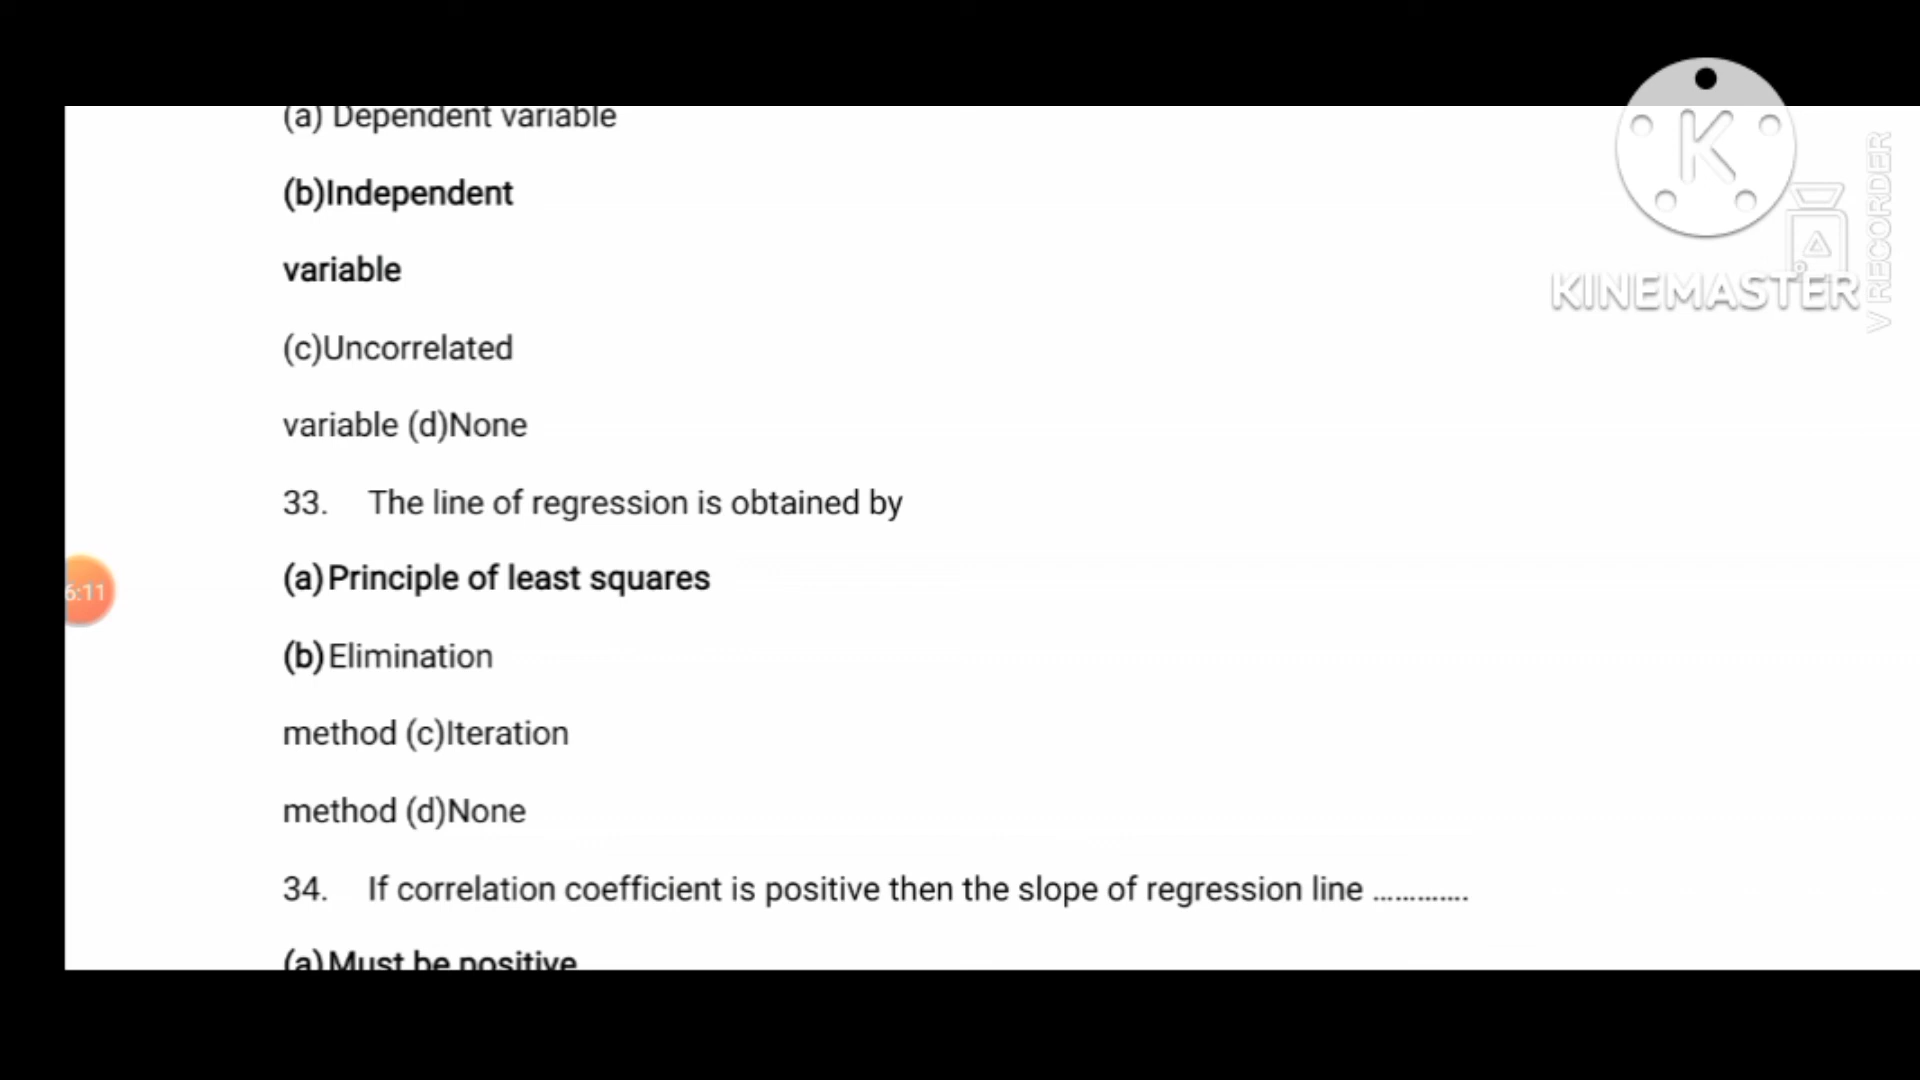 (a) Dependent variable
(b)Independent
variable
(c)Uncorrelated
variable (d)None
33. The line of regression is obtained by
(a)Principle of least squares
(b)Elimination
method (c)Iteration
method (d)None
34. If correlation coefficient is positive then the slope of regression line .............
(a)Must be positive
6:11
K
KINEMASTER
V RECORDER